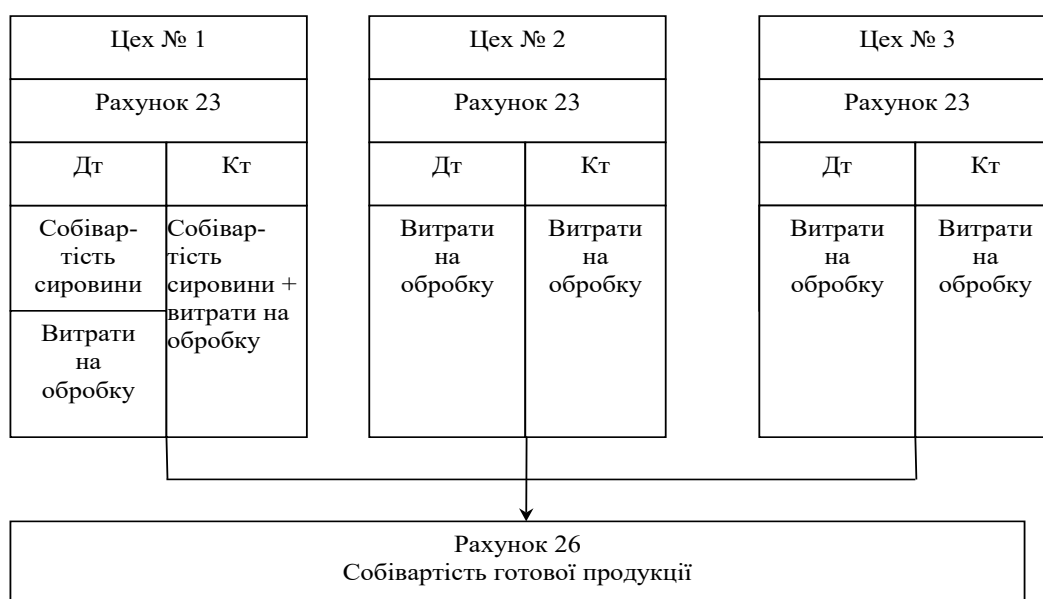 Цех № 1
Рахунок 23
Дт
Кт
Собівар-
тість
сировини
Витрати
на
обробку
Собівар-
тість
сировини +
витрати на
обробку
Цех № 2
Рахунок 23
Дт
Кт
Витрати
на
обробку
Витрати
на
обробку
Цех № 3
Рахунок 23
Дт
Кт
Витрати
на
обробку
Витрати
на
обробку
Рахунок 26
Собівартість готової продукції